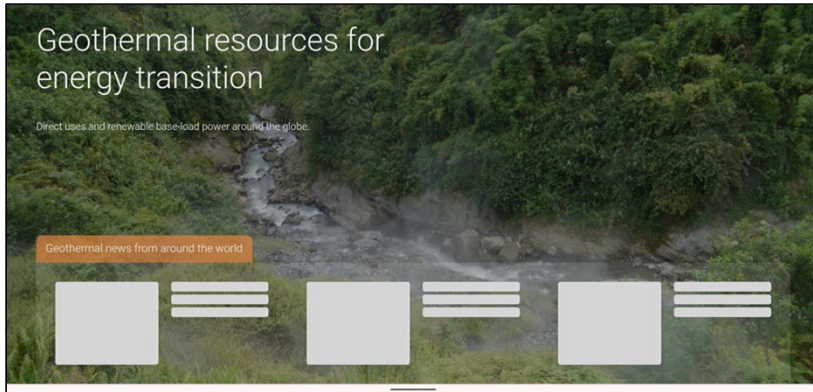 Geothermal resources for
energy transition
Direct uses and renewable base-load power around the globe.
Geothermal news from around the world